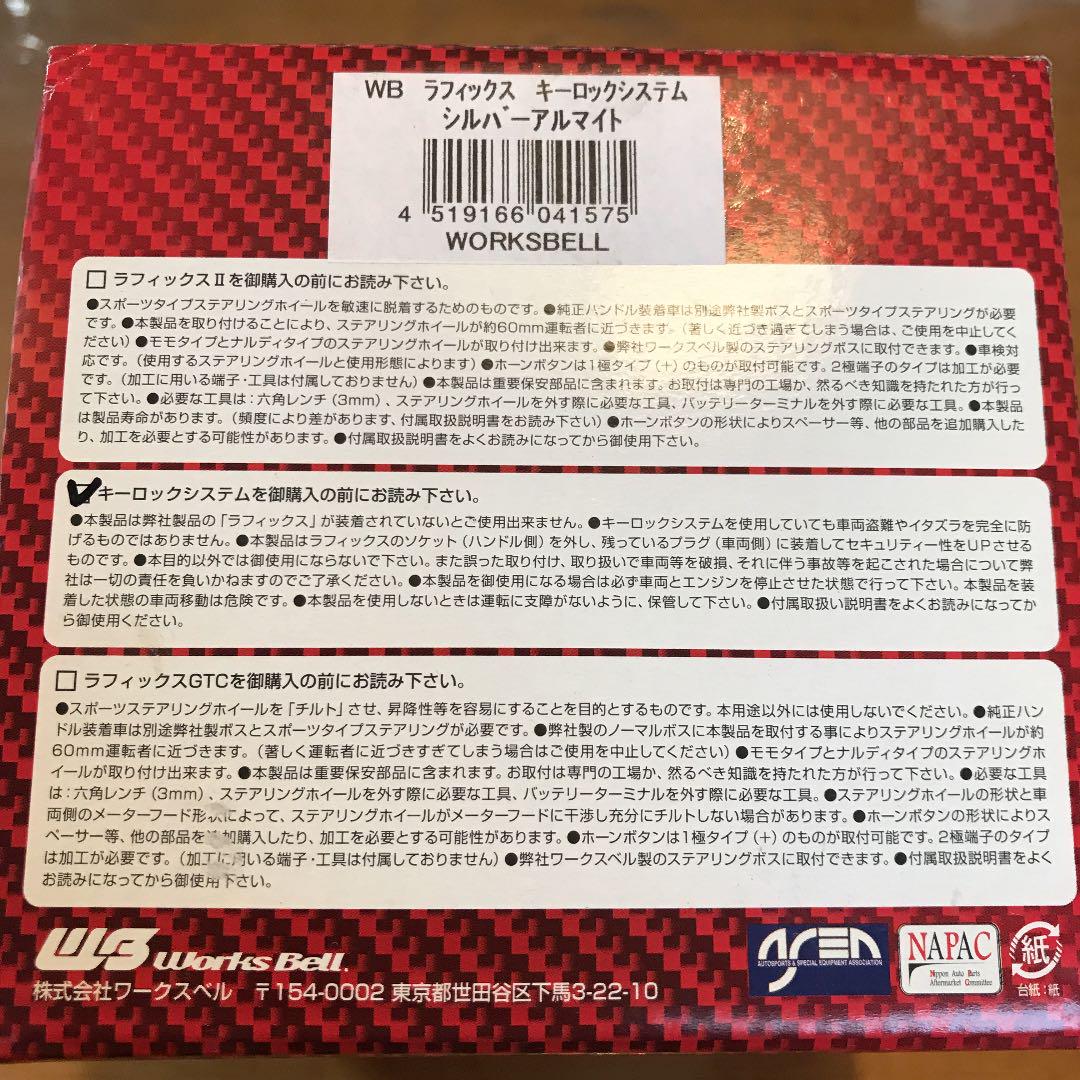 WB ラフィックス キーロックシステム
シルバーアルマイト
4 519166 041575
WORKSBELL
□ ラフィックスⅡを御購入の前にお読み下さい。
●スポーツタイプステアリングホイールを敏速に脱着するためのものです。●純正ハンドル装着車は別途弊社製ボスとスポーツタイプステアリングが必要
です。●本製品を取り付けることにより、ステアリングホイールが約60mm運転者に近づきます。(著しく近づき過ぎてしまう場合は、ご使用を中止してく
ださい)●モモタイプとナルディタイプのステアリングホイールが取り付け出来ます。●弊社ワークスベル製のステアリングボスに取付できます。●車検対
応です。(使用するステアリングホイールと使用形態によります)●ホーンボタンは1極タイプ(+)のものが取付可能です。2極端子のタイプは加工が必要
です。(加工に用いる端子・工具は付属しておりません)●本製品は重要保安部品に含まれます。お取付は専門の工場か、然るべき知識を持たれた方が行っ
て下さい。●必要な工具は:六角レンチ(3mm)、ステアリングホイールを外す際に必要な工具、バッテリーターミナルを外す際に必要な工具。●本製品
は製品寿命があります。(頻度により差があります、付属取扱説明書をお読み下さい)●ホーンボタンの形状によりスペーサー等、他の部品を追加購入した
り、加工を必要とする可能性があります。●付属取扱説明書をよくお読みになってから御使用下さい。
☑ キーロックシステムを御購入の前にお読み下さい。
●本製品は弊社製品の「ラフィックス」が装着されていないとご使用出来ません。●キーロックシステムを使用していても車両盗難やイタズラを完全に防
げるものではありません。●本製品はラフィックスのソケット(ハンドル側)を外し、残っているプラグ(車両側)に装着してセキュリティー性をUPさせる
ものです。●本目的以外では御使用にならないで下さい。また誤った取り付け、取り扱いで車両等を破損、それに伴う事故等を起こされた場合について弊
社は一切の責任を負いかねますのでご了承ください。●本製品を御使用になる場合は必ず車両とエンジンを停止させた状態で行って下さい。本製品を装
着した状態の車両移動は危険です。●本製品を使用しないときは運転に支障がないように、保管して下さい。●付属取扱い説明書をよくお読みになってか
ら御使用ください。
□ ラフィックスGTCを御購入の前にお読み下さい。
●スポーツステアリングホイールを「チルト」させ、昇降性等を容易にすることを目的とするものです。本用途以外には使用しないでください。●純正ハン
ドル装着車は別途弊社製ボスとスポーツタイプステアリングが必要です。●弊社製のノーマルボスに本製品を取付する事によりステアリングホイールが約
60mm運転者に近づきます。(著しく運転者に近づきすぎてしまう場合はご使用を中止してください)●モモタイプとナルディタイプのステアリングホ
イールが取り付け出来ます。●本製品は重要保安部品に含まれます。お取付は専門の工場か、然るべき知識を持たれた方が行って下さい。●必要な工具
は:六角レンチ(3mm)、ステアリングホイールを外す際に必要な工具、バッテリーターミナルを外す際に必要な工具。●ステアリングホイールの形状と車
両側のメーターフード形状によって、ステアリングホイールがメーターフードに干渉し充分にチルトしない場合があります。●ホーンボタンの形状によりス
ペーサー等、他の部品を追加購入したり、加工を必要とする可能性があります。●ホーンボタンは1極タイプ(+)のものが取付可能です。2極端子のタイプ
は加工が必要です。(加工に用いる端子・工具は付属しておりません)●弊社ワークスベル製のステアリングボスに取付できます。●付属取扱説明書をよく
お読みになってから御使用下さい。
WB Works Bell.
株式会社ワークスベル 〒154-0002 東京都世田谷区下馬3-22-10
ASEA
AUTOSPORTS & SPECIAL EQUIPMENT ASSOCIATION
NAPAC
Nippon Auto Parts
Aftermarket Committee
紙
台紙:紙